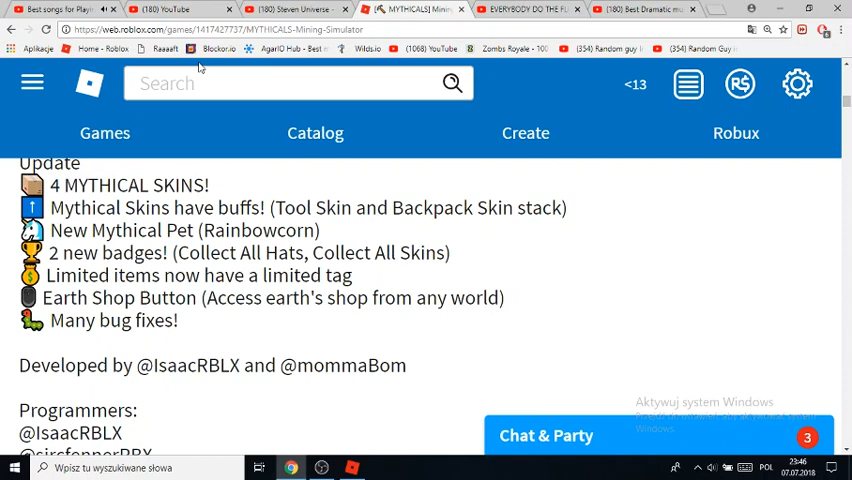 Best songs for Playin
(180) YouTube
(180) Steven Universe -
MYTHICALS] Minin
EVERYBODY DO THE FL
(180) Best Dramatic mu
https://web.roblox.com/games/1417427737/MYTHICALS-Mining-Simulator
Aplikacje
Home - Roblox
Raaaft
Blockor.io
AgarIO Hub - Best
Wilds.io
(1068) YouTube
Zombs Royale - 100
(354) Random guy
(354) Random Guy
Search
<13
R$
Games
Catalog
Create
Robux
Update
4 MYTHICAL SKINS!
Mythical Skins have buffs! (Tool Skin and Backpack Skin stack)
New Mythical Pet (Rainbowcorn)
2 new badges! (Collect All Hats, Collect All Skins)
Limited items now have a limited tag
Earth Shop Button (Access earth's shop from any world)
Many bug fixes!
Developed by @IsaacRBLX and @mommaBom
Programmers:
@IsaacRBLX
@sircfennerRBX
Aktywuj system Windows
Windows
Chat & Party
3
Wpisz tu wyszukiwane słowa
POL
23:46
07.07.2018